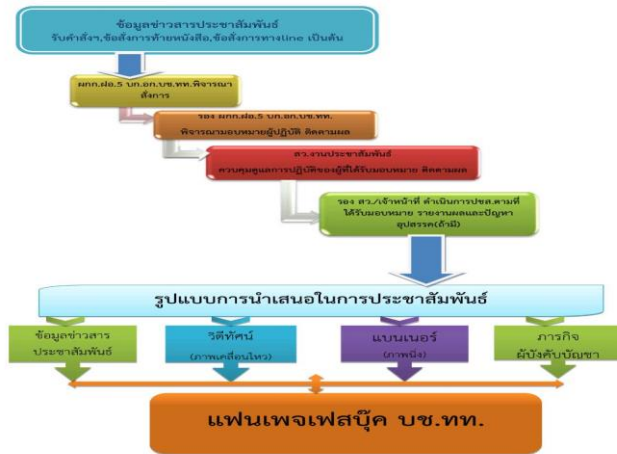 ข้อมูลข่าวสารประชาสัมพันธ์
รับคำสั่งฯ,ข้อสั่งการท้ายหนังสือ,ข้อสั่งการทางline เป็นต้น
ผกก.ฝอ.5 บก.อก.บช.ทท.พิจารณา
สั่งการ
รอง ผกก.ฝอ.5 บก.อก.บช.ทท.
พิจารณามอบหมายผู้ปฏิบัติ ติดตามผล
สว.งานประชาสัมพันธ์
ควบคุมดูแลการปฏิบัติของผู้ที่ได้รับมอบหมาย ติดตามผล
รอง สว./เจ้าหน้าที่ ดำเนินการปชส.ตามที่
ได้รับมอบหมาย รายงานผลและปัญหา
อุปสรรค(ถ้ามี)
รูปแบบการนำเสนอในการประชาสัมพันธ์
ข้อมูลข่าวสาร
ประชาสัมพันธ์
วิดีทัศน์
(ภาพเคลื่อนไหว)
แบนเนอร์
(ภาพนิ่ง)
ภารกิจ
ผู้บังคับบัญชา
แฟนเพจเฟสบุ๊ค บช.ทท.